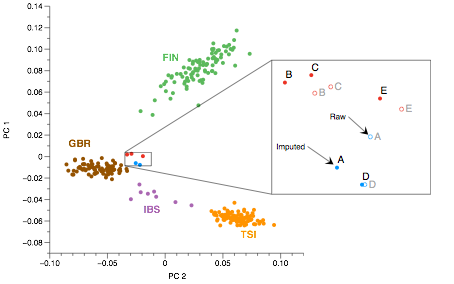 0.14
0.12
0.10
0.08
0.06
0.04
0.02
0
−0.02
−0.04
−0.06
−0.08
PC 1
−0.10
−0.05
0
0.05
0.10
PC 2
FIN
GBR
IBS
TSI
B
C
B
C
E
E
Raw
A
Imputed
A
D
D